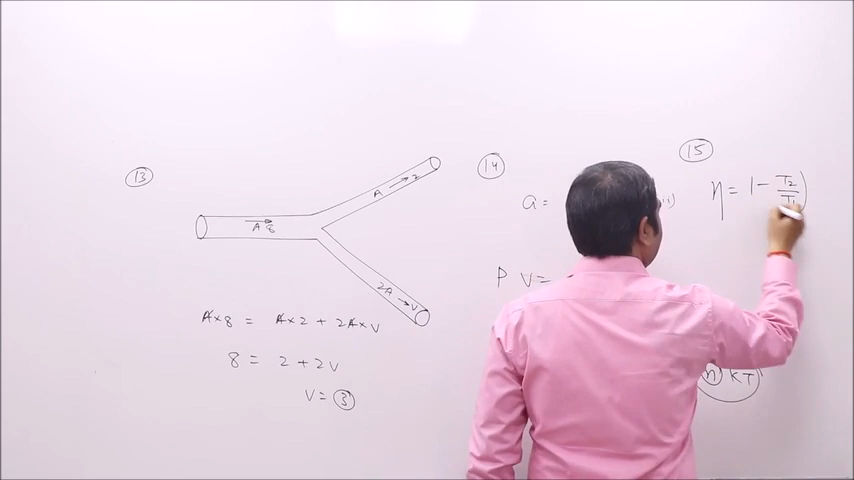 13
A → 2
A 8
2A → V
A×8 = A×2 + 2A×V
8 = 2 + 2V
V = 3
14
a =
P V =
15
η = 1 - T2/T1
n KT